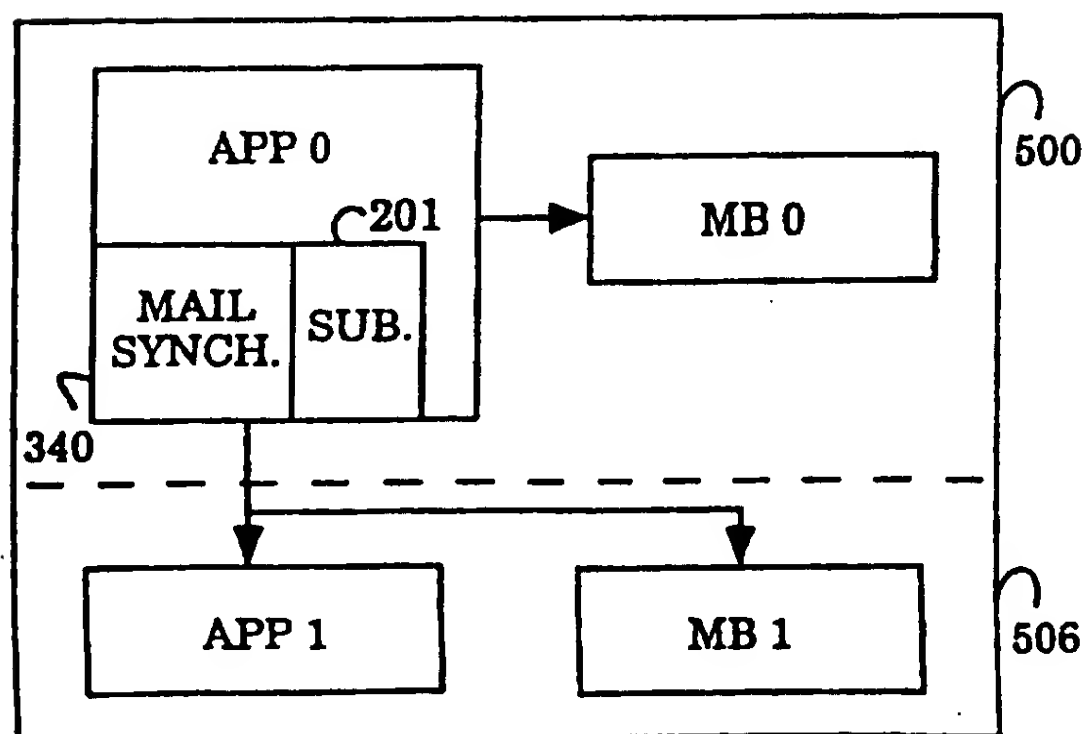 APP 0
500
201
MB 0
MAIL
SYNCH.
SUB.
340
APP 1
MB 1
506